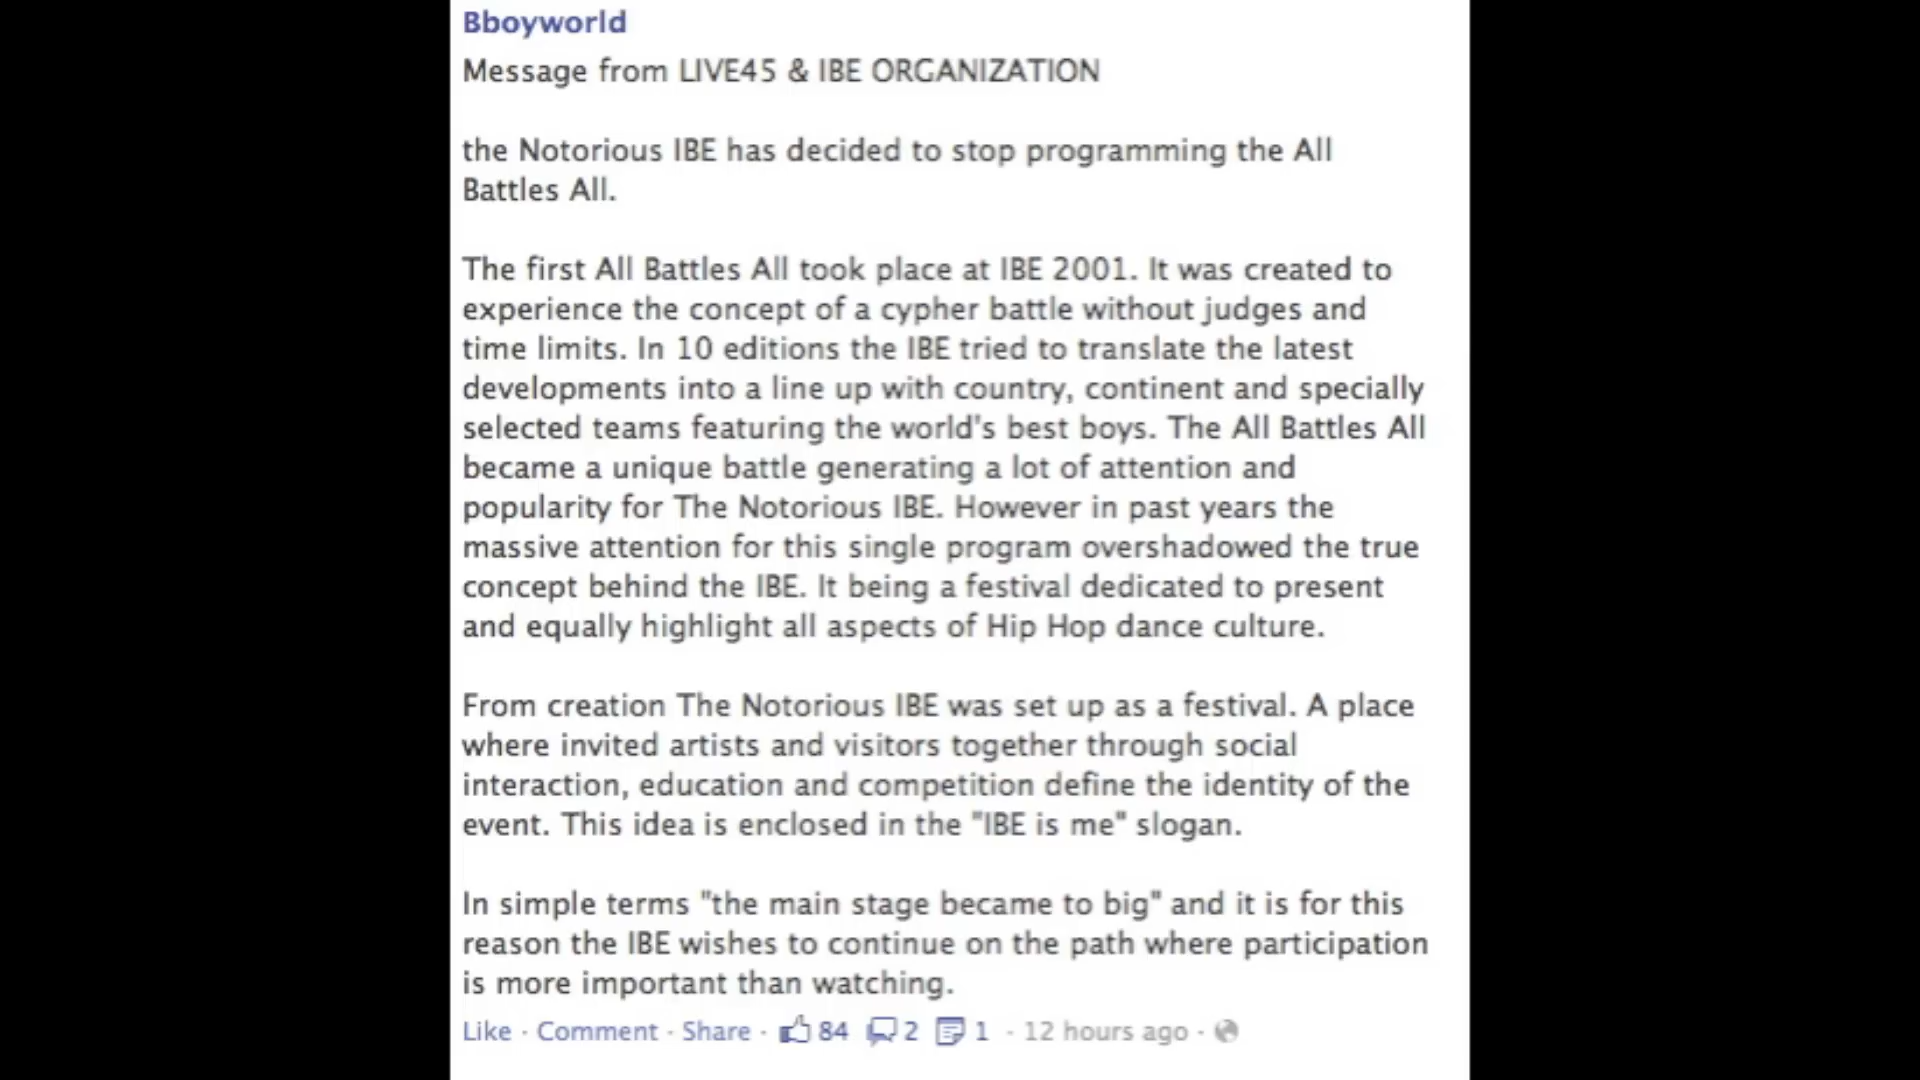 Bboyworld
Message from LIVE45 & IBE ORGANIZATION
the Notorious IBE has decided to stop programming the All
Battles All.
The first All Battles All took place at IBE 2001. It was created to
experience the concept of a cypher battle without judges and
time limits. In 10 editions the IBE tried to translate the latest
developments into a line up with country, continent and specially
selected teams featuring the world's best boys. The All Battles All
became a unique battle generating a lot of attention and
popularity for The Notorious IBE. However in past years the
massive attention for this single program overshadowed the true
concept behind the IBE. It being a festival dedicated to present
and equally highlight all aspects of Hip Hop dance culture.
From creation The Notorious IBE was set up as a festival. A place
where invited artists and visitors together through social
interaction, education and competition define the identity of the
event. This idea is enclosed in the "IBE is me" slogan.
In simple terms "the main stage became to big" and it is for this
reason the IBE wishes to continue on the path where participation
is more important than watching.
Like · Comment · Share · 84 2 1 · 12 hours ago ·